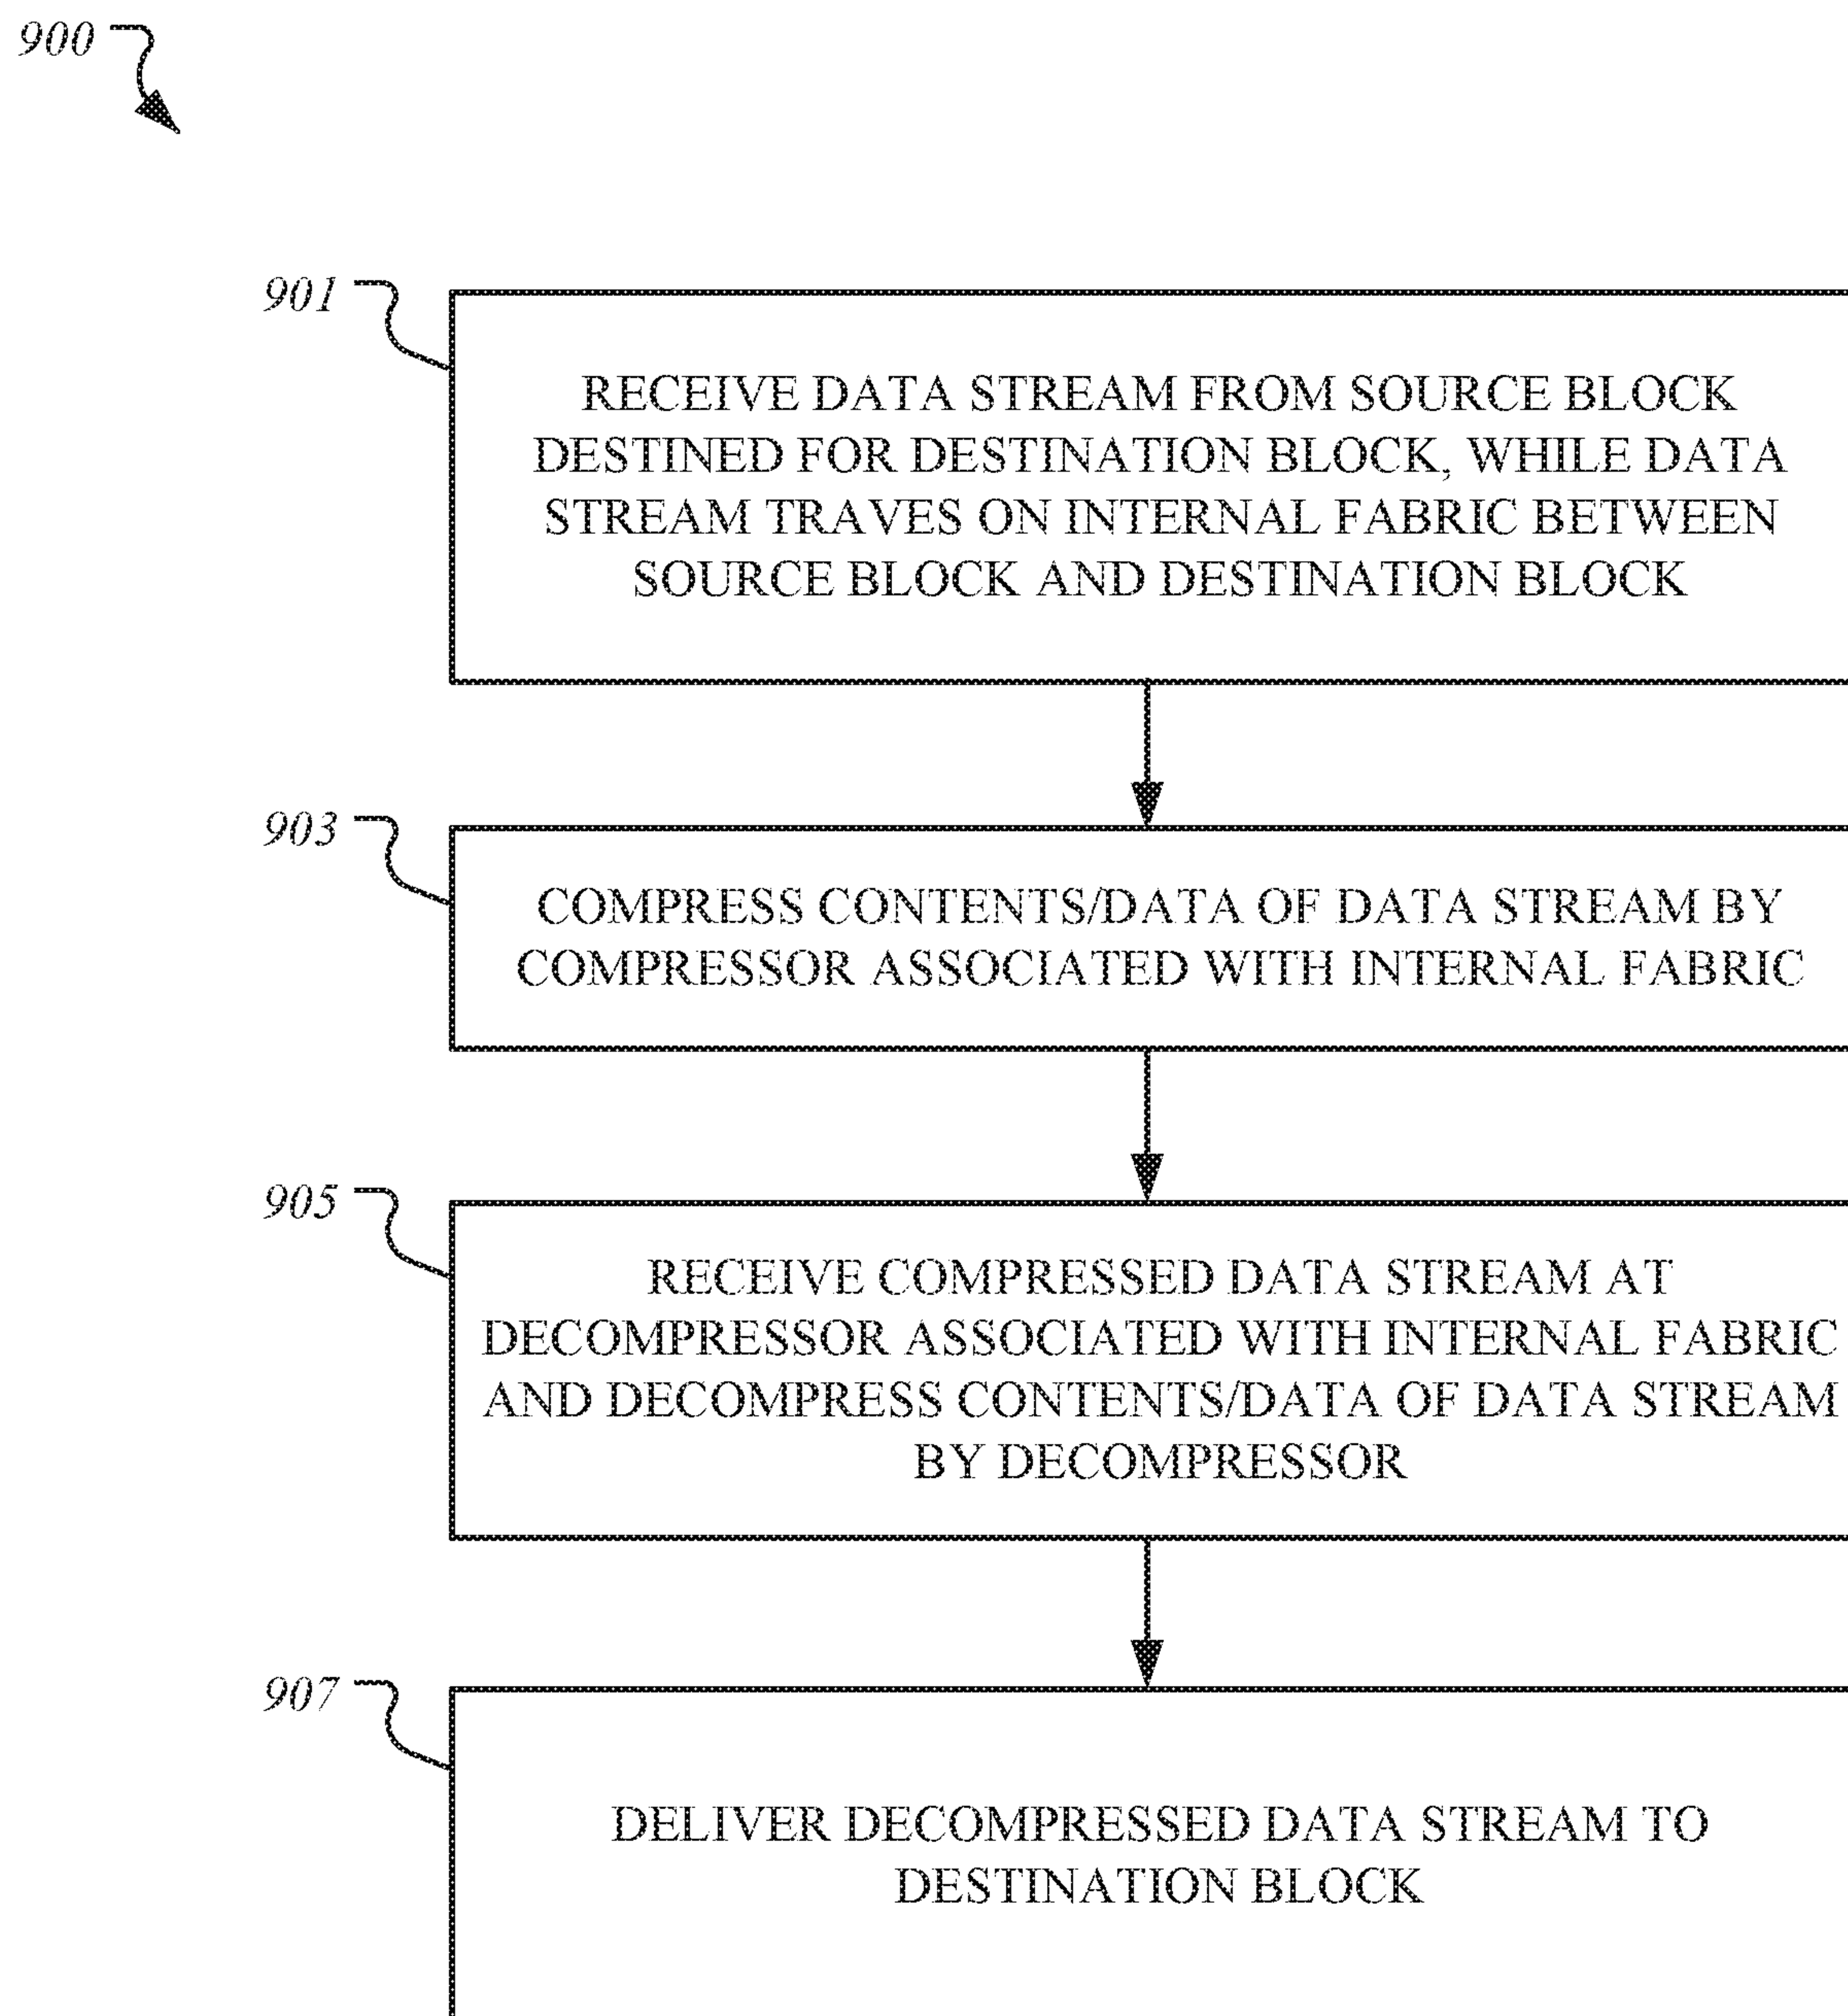 900
901
RECEIVE DATA STREAM FROM SOURCE BLOCK
DESTINED FOR DESTINATION BLOCK, WHILE DATA
STREAM TRAVES ON INTERNAL FABRIC BETWEEN
SOURCE BLOCK AND DESTINATION BLOCK
903
COMPRESS CONTENTS/DATA OF DATA STREAM BY
COMPRESSOR ASSOCIATED WITH INTERNAL FABRIC
905
RECEIVE COMPRESSED DATA STREAM AT
DECOMPRESSOR ASSOCIATED WITH INTERNAL FABRIC
AND DECOMPRESS CONTENTS/DATA OF DATA STREAM
BY DECOMPRESSOR
907
DELIVER DECOMPRESSED DATA STREAM TO
DESTINATION BLOCK